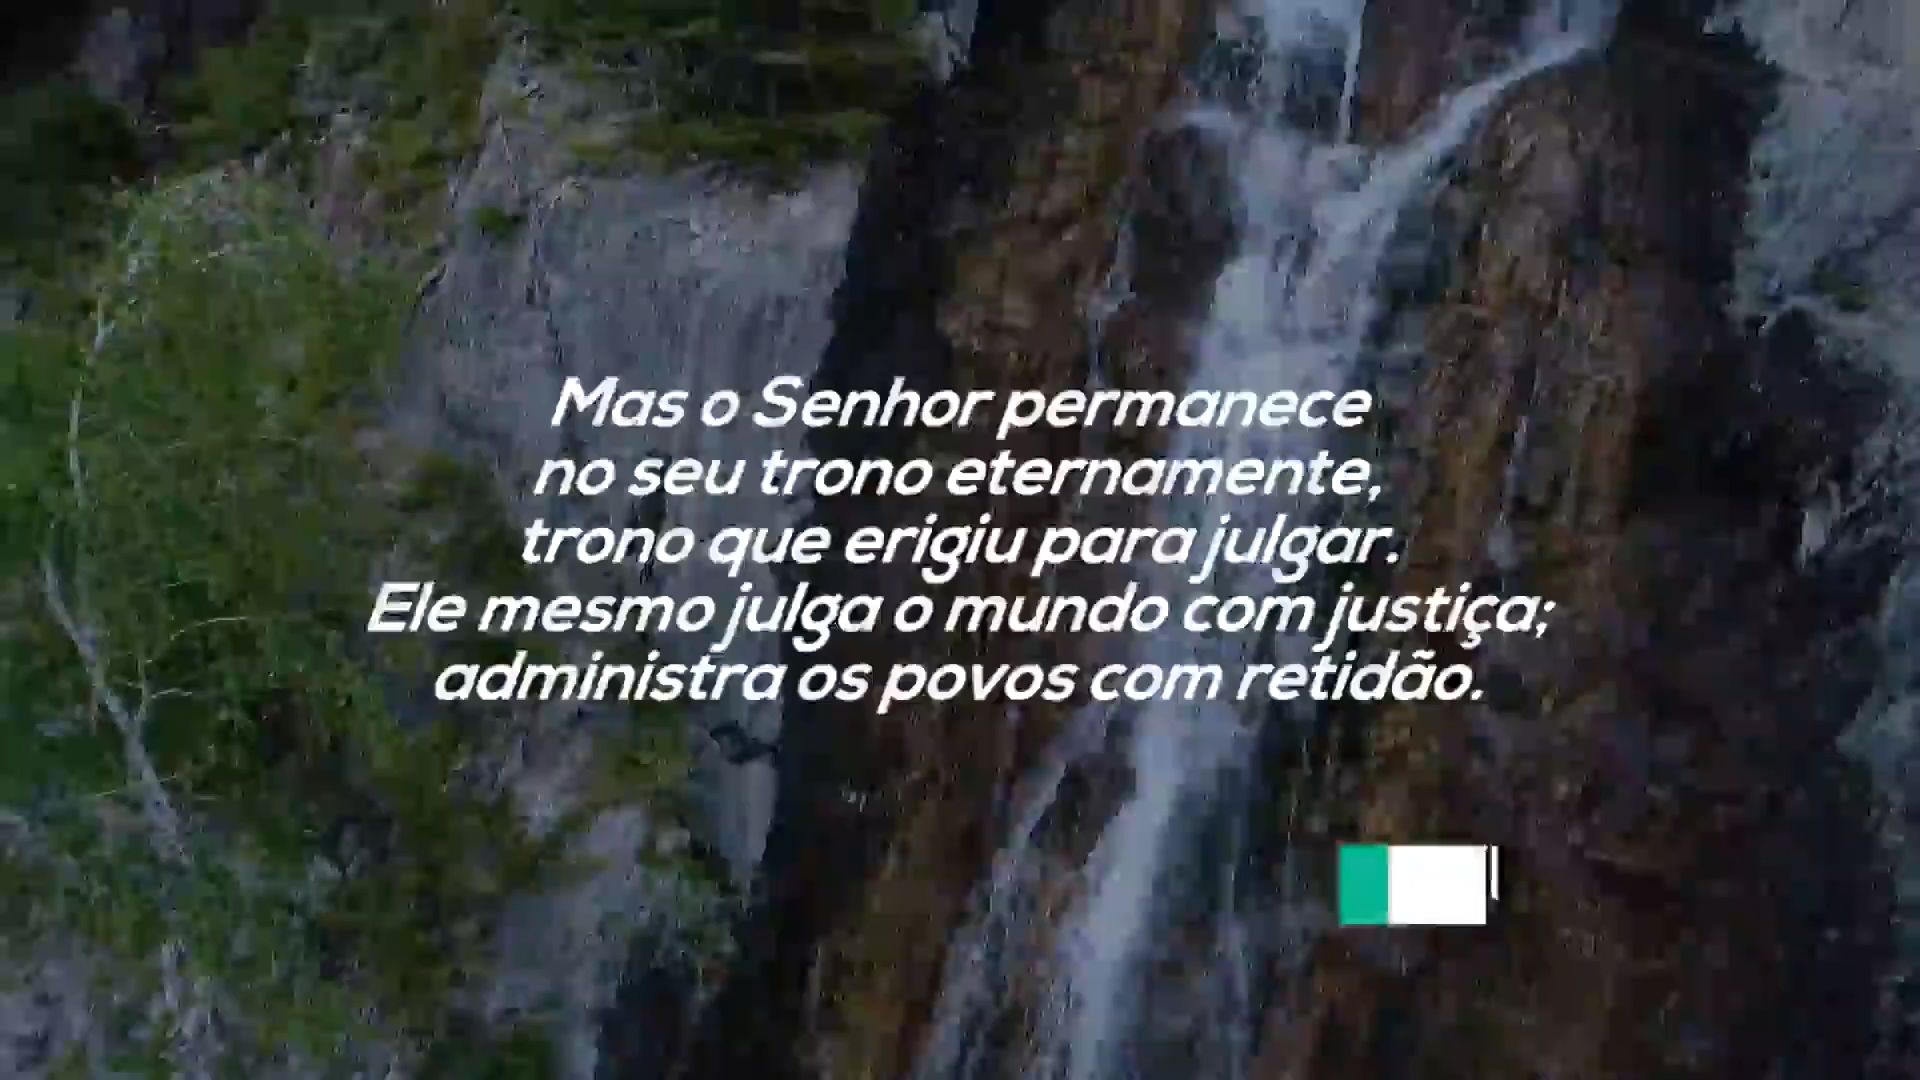 Mas o Senhor permanece
no seu trono eternamente,
trono que erigiu para julgar.
Ele mesmo julga o mundo com justiça;
administra os povos com retidão.